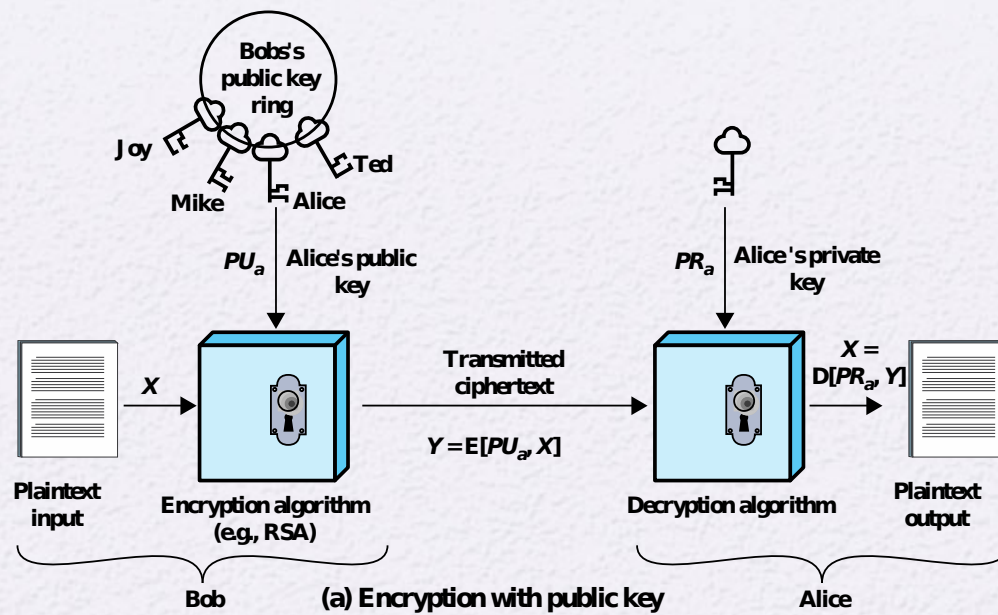 Bobs's
public key
ring
Joy
Ted
Mike
Alice
PUa
Alice's public
key
PRa
Alice 's private
key
X
Transmitted
ciphertext
X =
D[PRa, Y]
Y = E[PUa, X]
Plaintext
input
Encryption algorithm
(e.g., RSA)
Decryption algorithm
Plaintext
output
Bob
(a) Encryption with public key
Alice